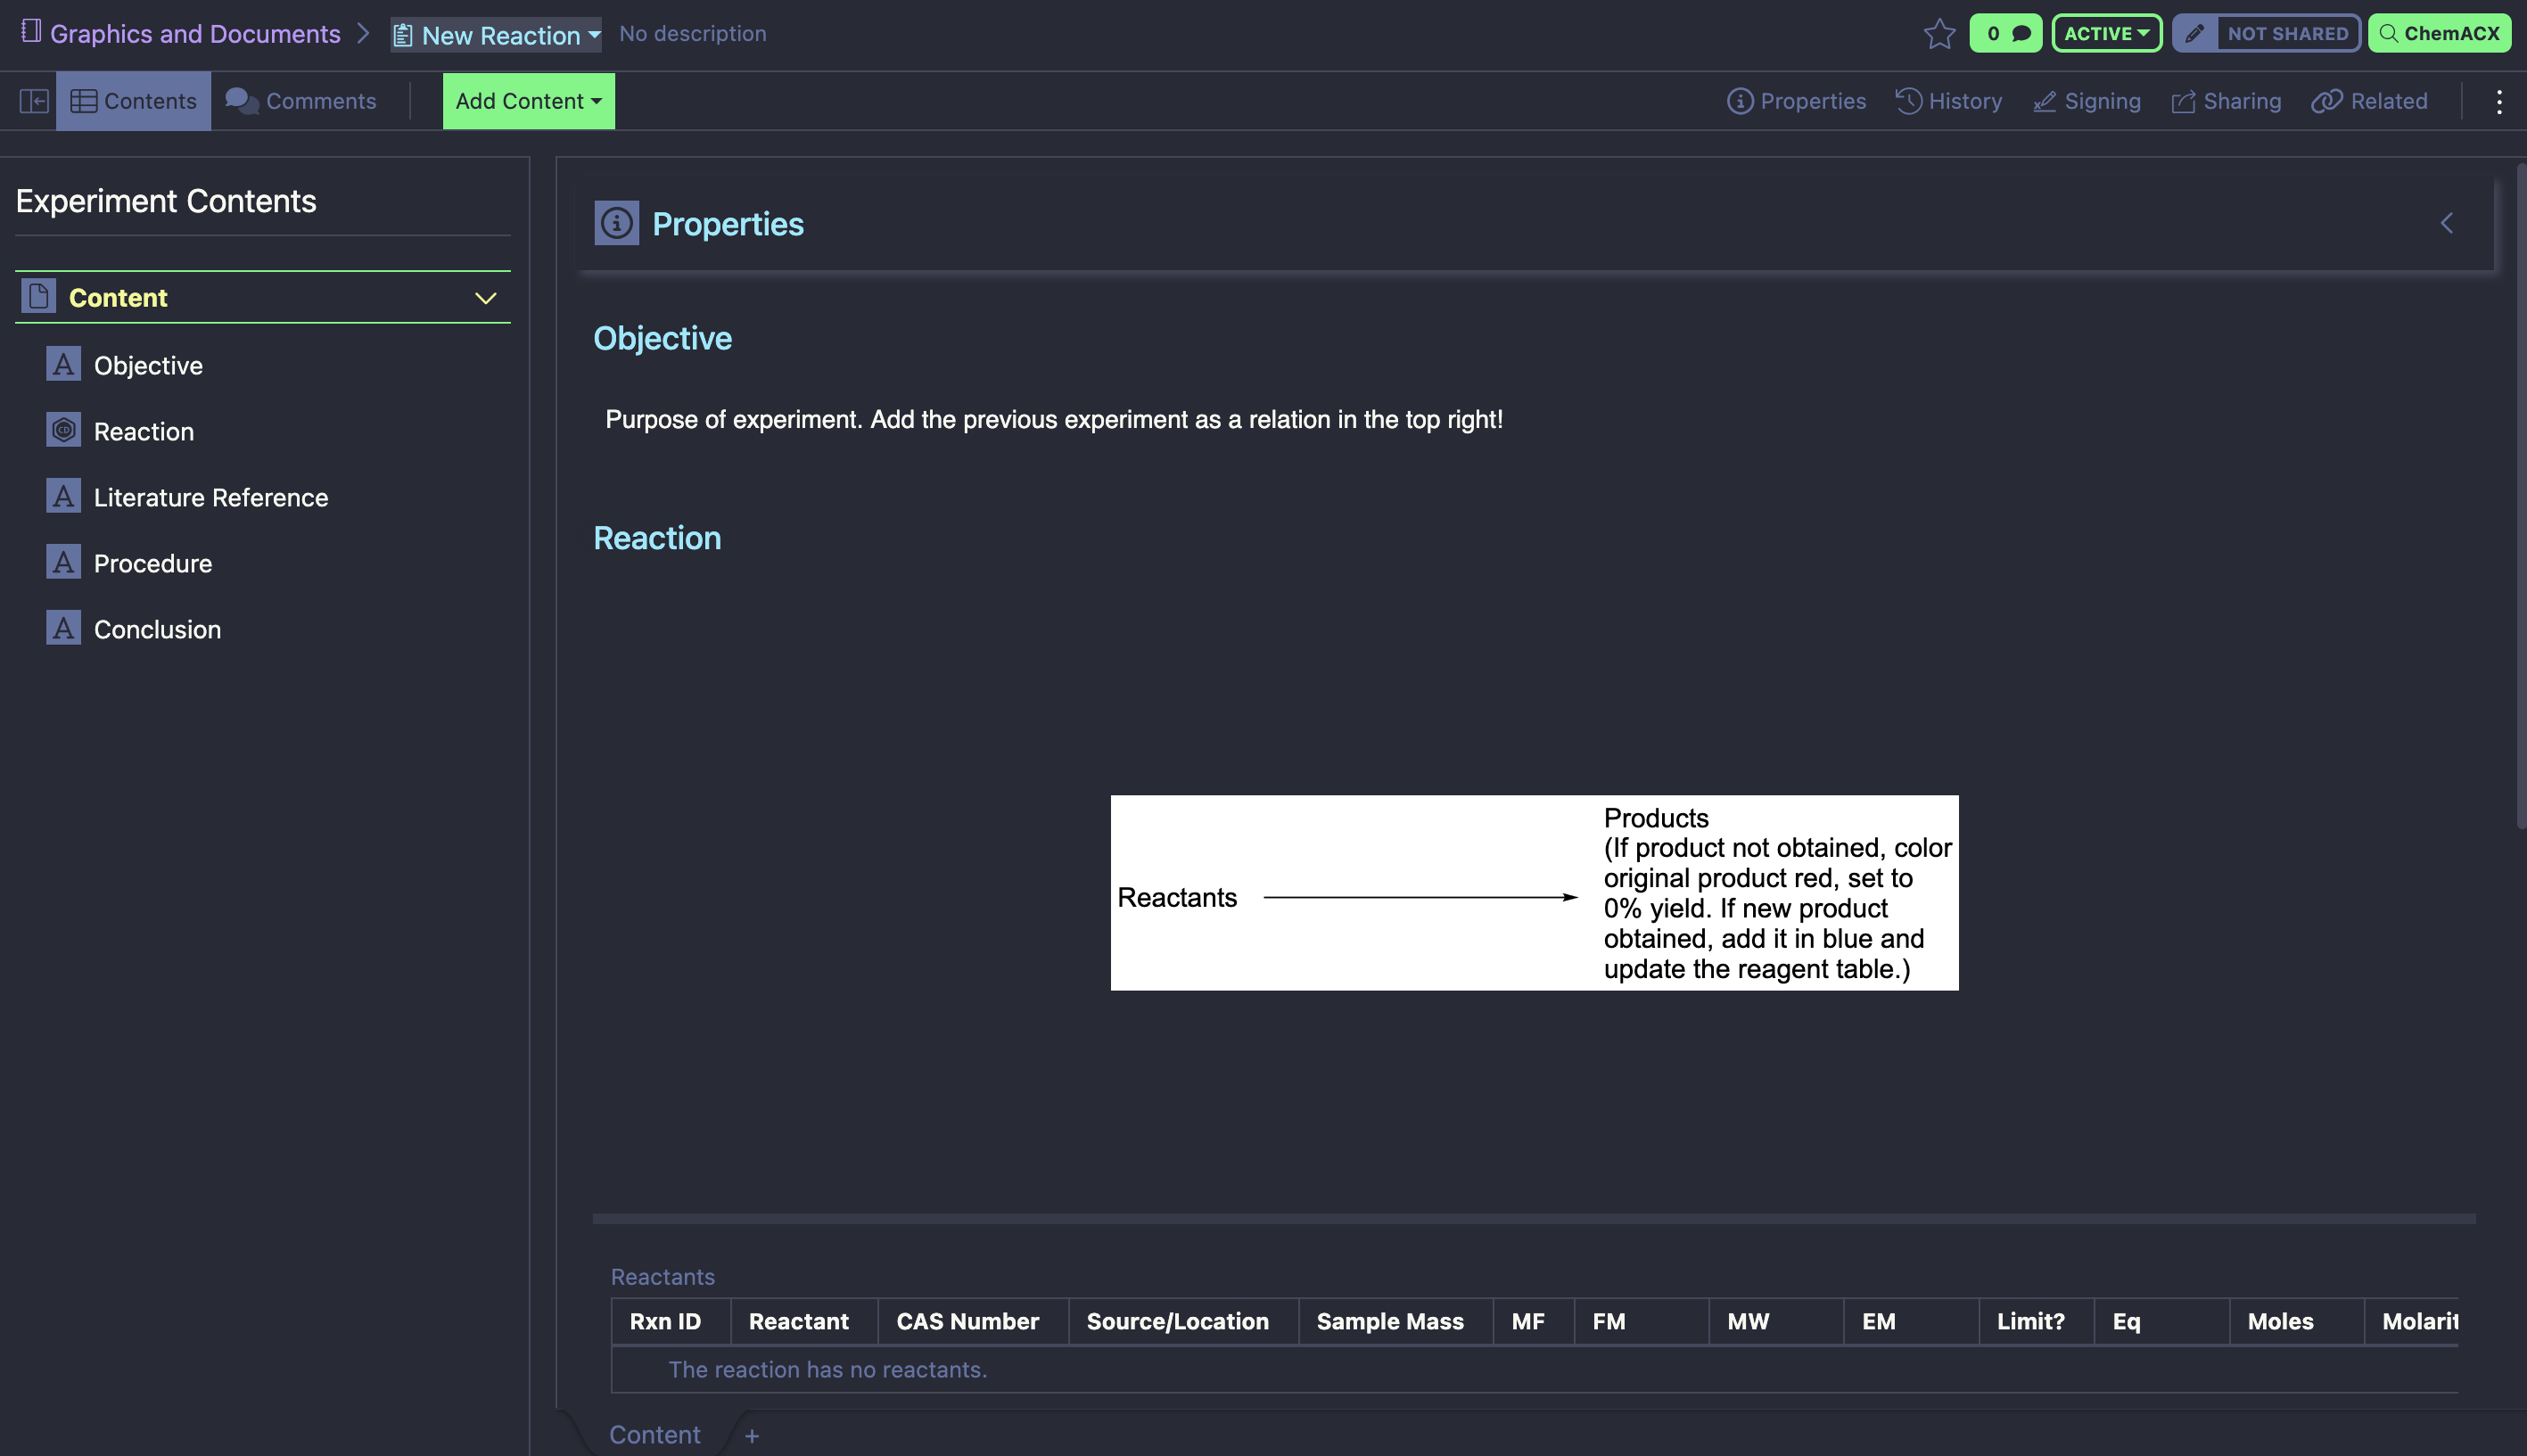 Graphics and Documents
New Reaction
No description
0
ACTIVE
NOT SHARED
ChemACX
Contents
Comments
Add Content
Properties
History
Signing
Sharing
Related
Experiment Contents
Content
Objective
Reaction
Literature Reference
Procedure
Conclusion
Properties
Objective
Purpose of experiment. Add the previous experiment as a relation in the top right!
Reaction
Reactants
Products
(If product not obtained, color
original product red, set to
0% yield. If new product
obtained, add it in blue and
update the reagent table.)
Reactants
Rxn ID Reactant CAS Number Source/Location Sample Mass MF FM MW EM Limit? Eq Moles Molarit
The reaction has no reactants.
Content +